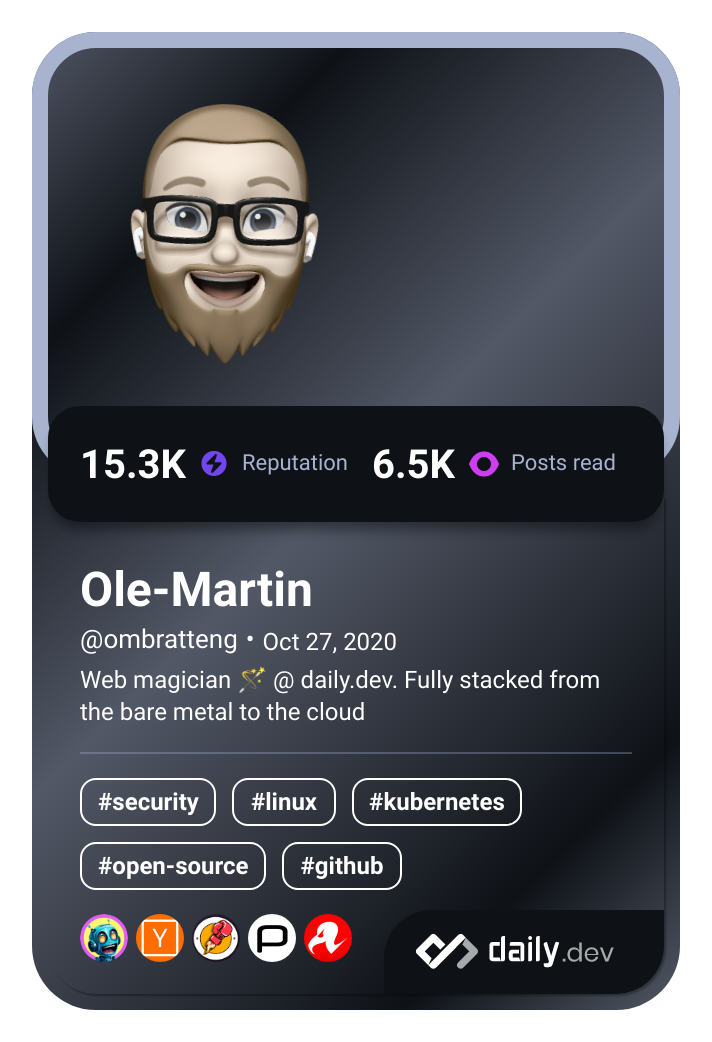 15.3K Reputation 6.5K Posts read
Ole-Martin
@ombratteng • Oct 27, 2020
Web magician 🪄 @ daily.dev. Fully stacked from
the bare metal to the cloud
#security #linux #kubernetes
#open-source #github
Y
daily.dev